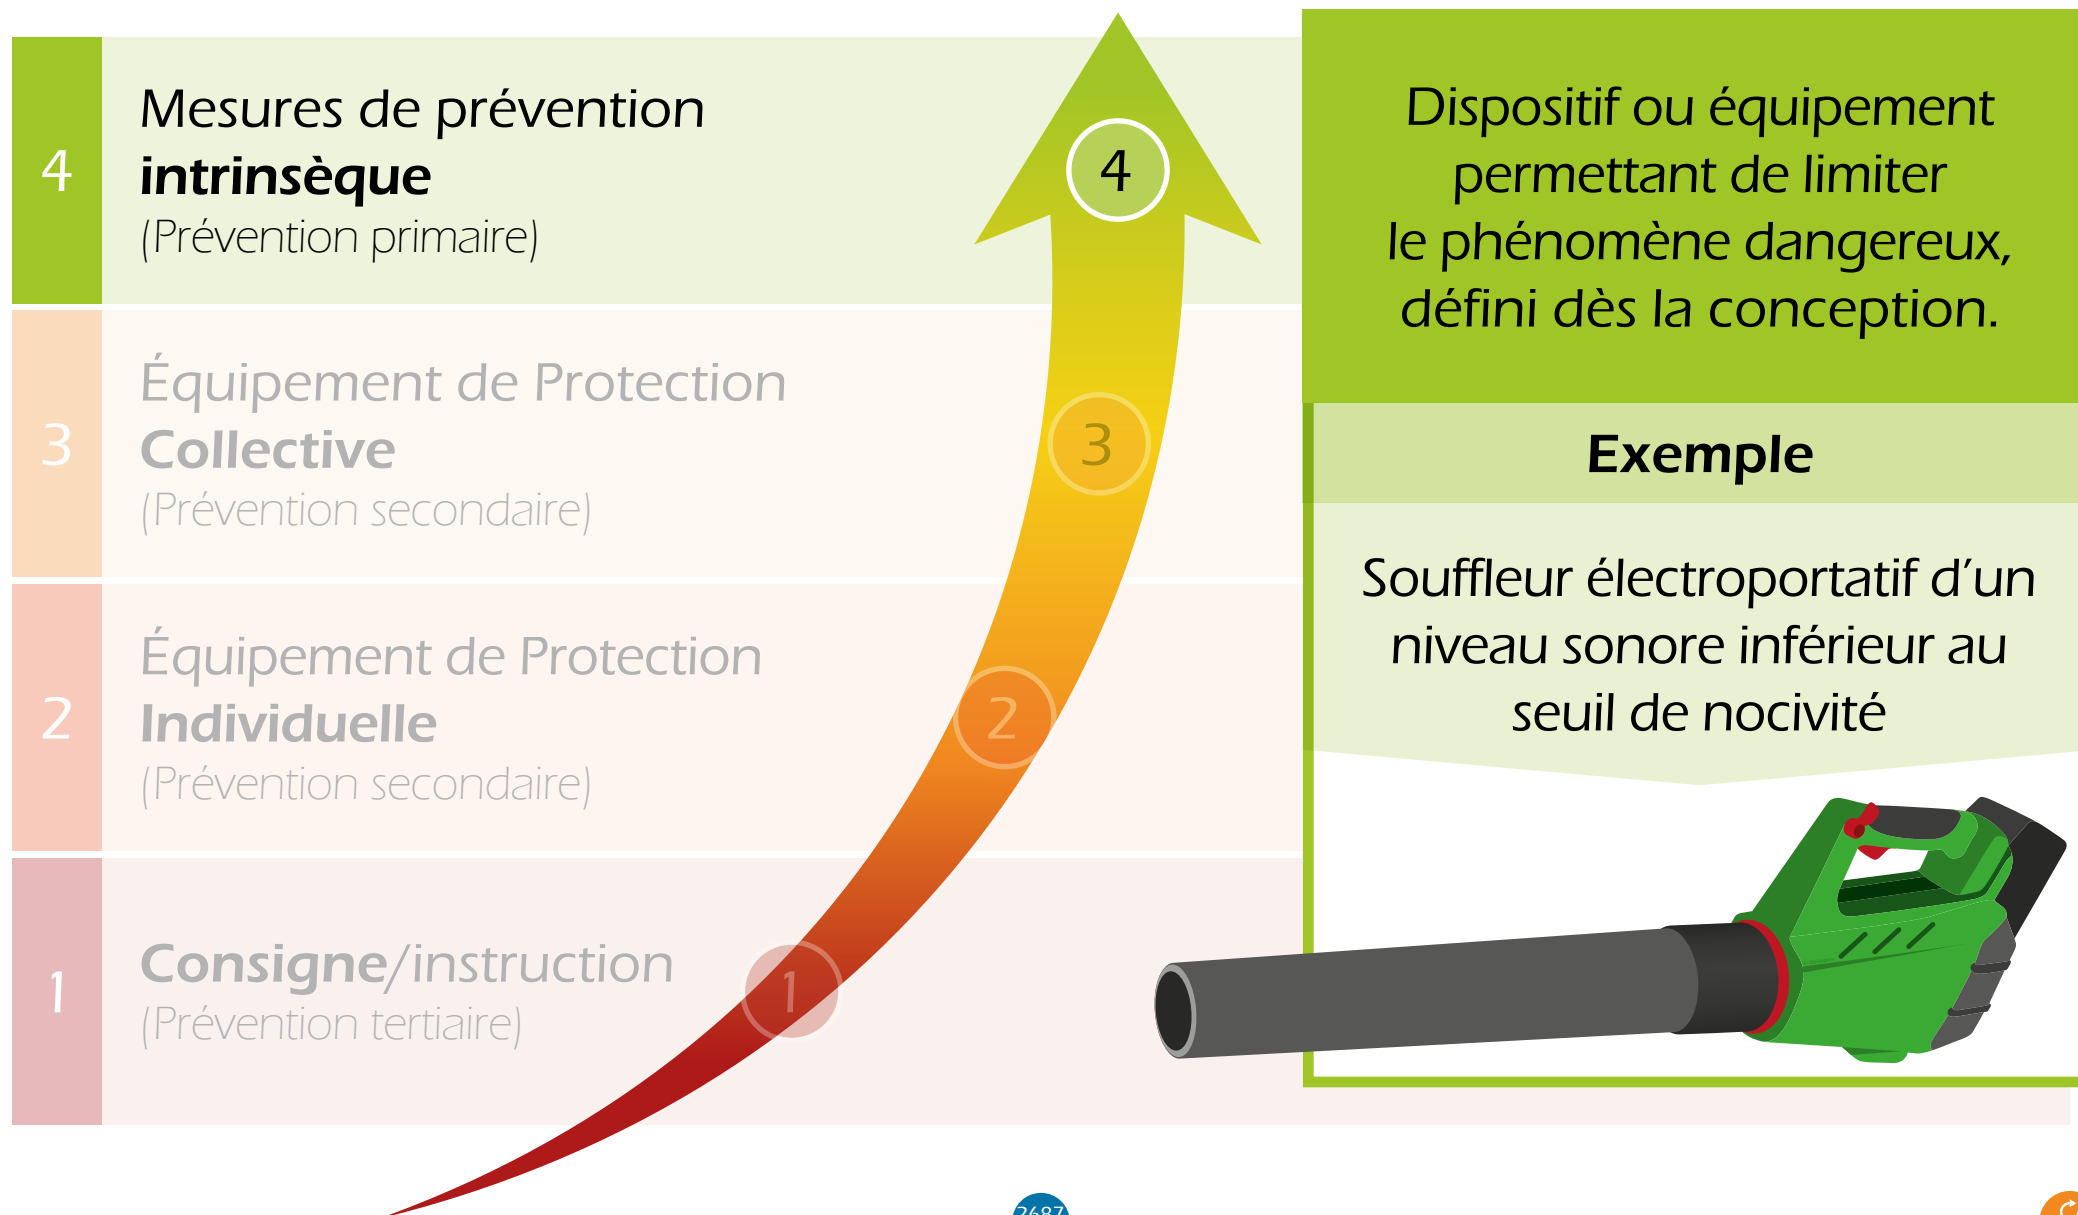 4
Mesures de prévention
intrinsèque
(Prévention primaire)
4
3
Équipement de Protection
Collective
(Prévention secondaire)
3
2
Équipement de Protection
Individuelle
(Prévention secondaire)
2
1
Consigne/instruction
(Prévention tertiaire)
1
Dispositif ou équipement
permettant de limiter
le phénomène dangereux,
défini dès la conception.
Exemple
Souffleur électroportatif d’un
niveau sonore inférieur au
seuil de nocivité
2687